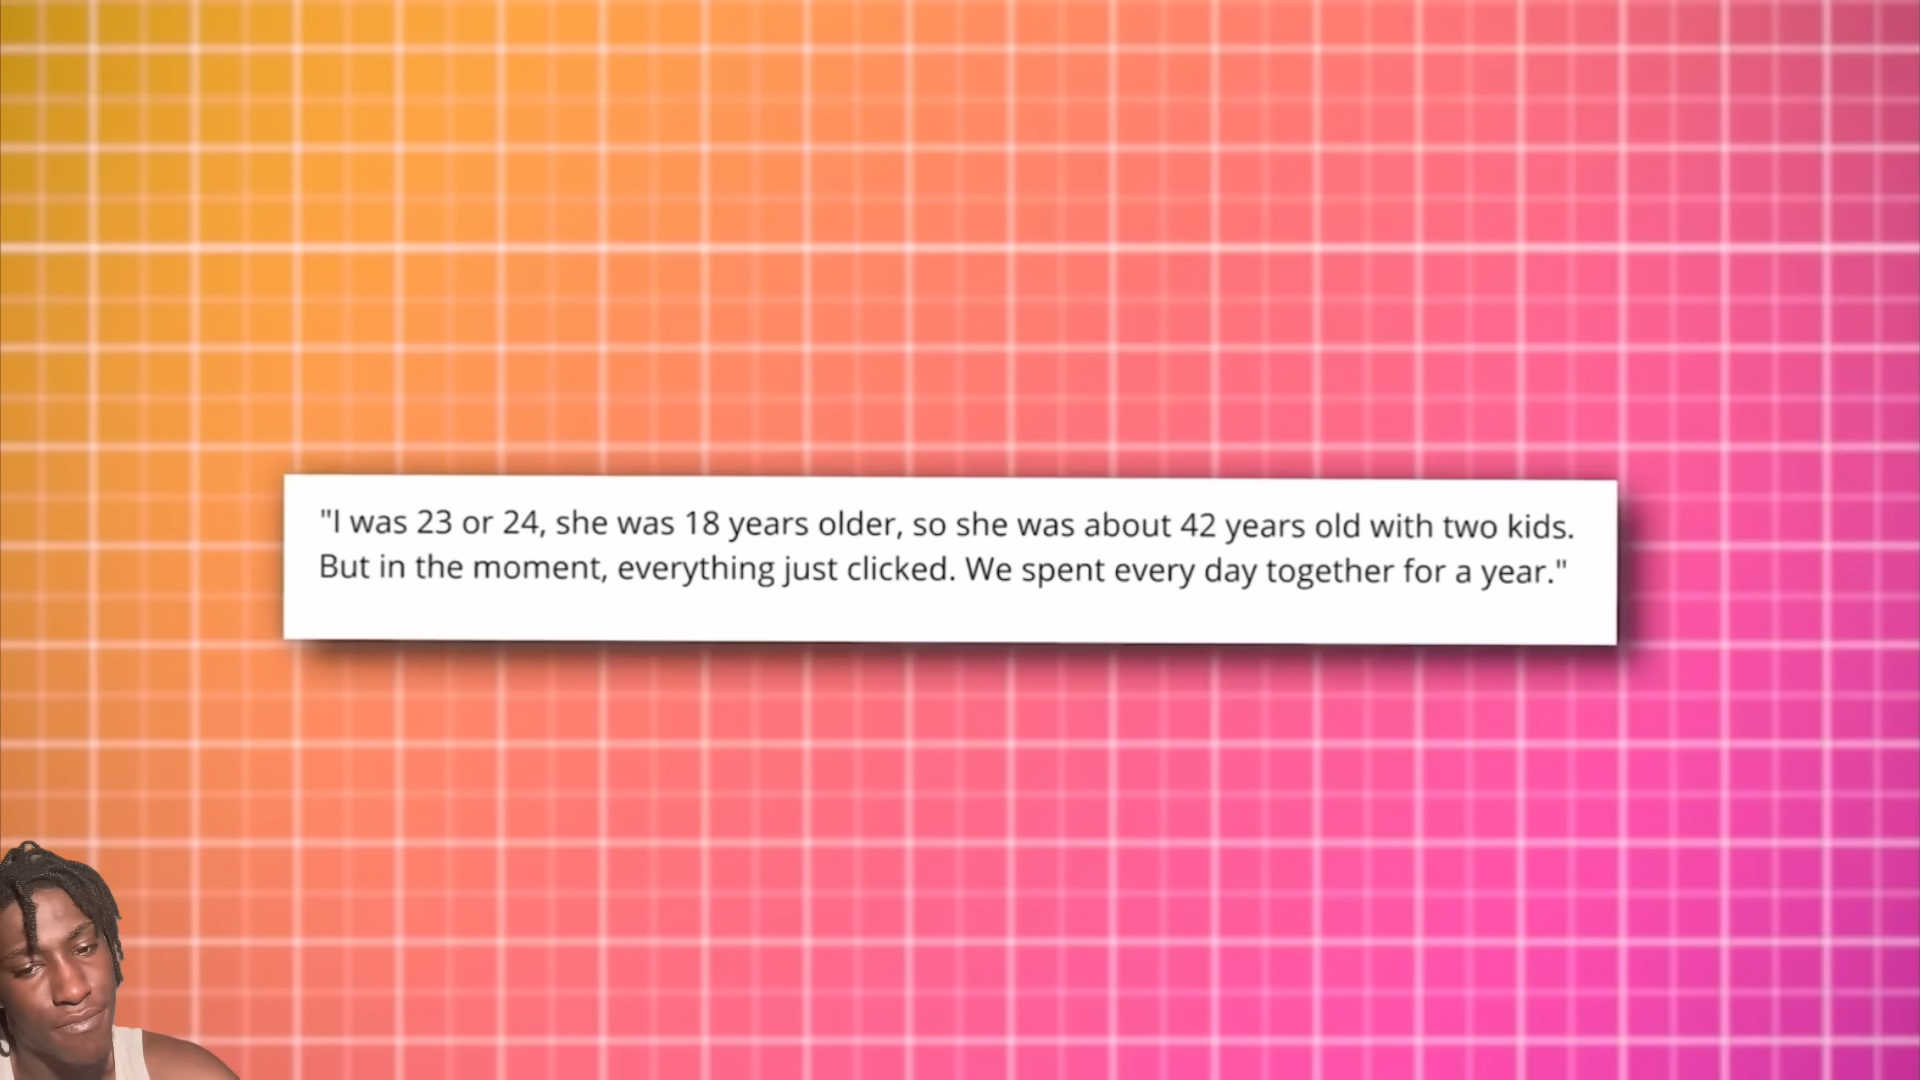 "I was 23 or 24, she was 18 years older, so she was about 42 years old with two kids.
But in the moment, everything just clicked. We spent every day together for a year."